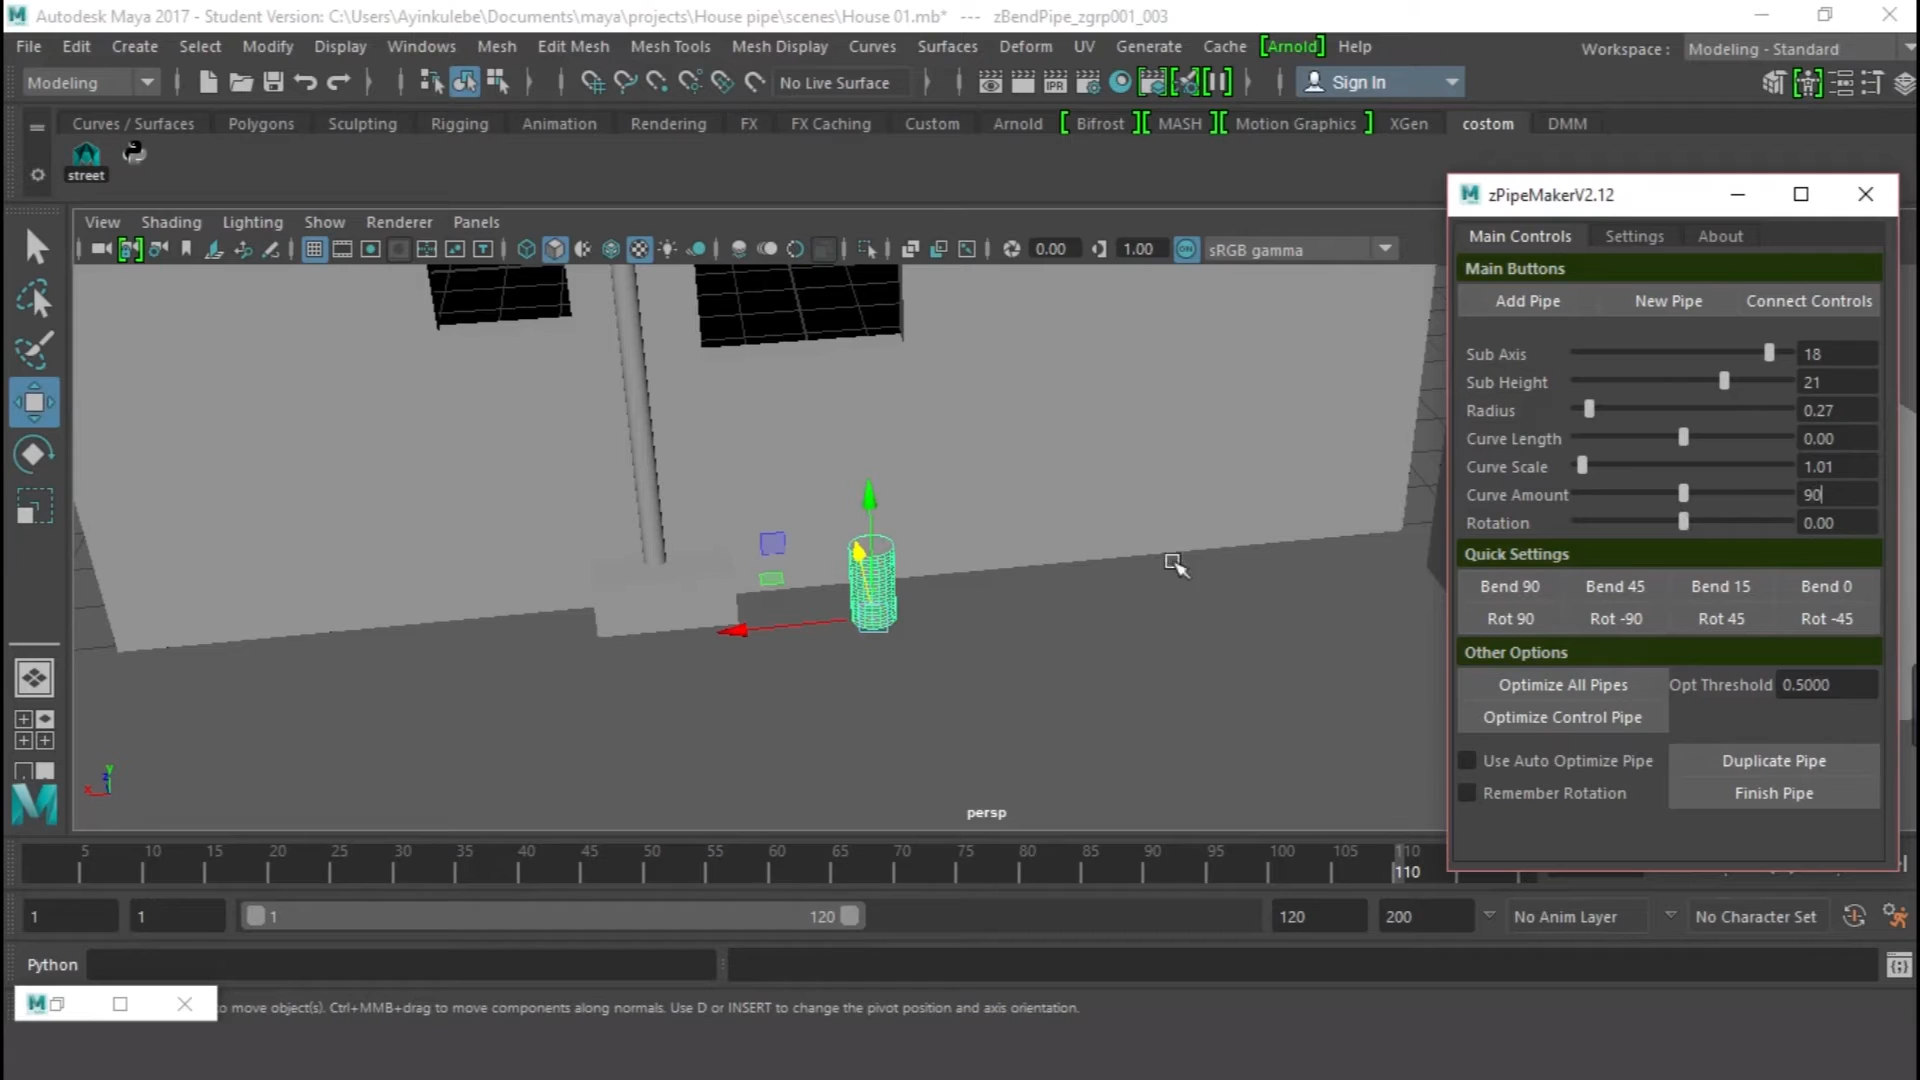 Autodesk Maya 2017 - Student Version: C:\Users\Ayinkulebe\Documents\maya\projects\House pipe\scenes\House 01.mb* --- zBendPipe_zgrp001_003
File Edit Create Select Modify Display Windows Mesh Edit Mesh Mesh Tools Mesh Display Curves Surfaces Deform UV Generate Cache [Arnold] Help Workspace : Modeling - Standard
Modeling No Live Surface IPR Sign In
Curves / Surfaces Polygons Sculpting Rigging Animation Rendering FX FX Caching Custom Arnold [ Bifrost ] [ MASH ] [ Motion Graphics ] XGen costom DMM
street
zPipeMakerV2.12
View Shading Lighting Show Renderer Panels
0.00 1.00 ON sRGB gamma
Main Controls Settings About
Main Buttons
Add Pipe New Pipe Connect Controls
Sub Axis 18
Sub Height 21
Radius 0.27
Curve Length 0.00
Curve Scale 1.01
Curve Amount 90
Rotation 0.00
Quick Settings
Bend 90 Bend 45 Bend 15 Bend 0
Rot 90 Rot -90 Rot 45 Rot -45
Other Options
Optimize All Pipes Opt Threshold 0.5000
Optimize Control Pipe
Use Auto Optimize Pipe Duplicate Pipe
Remember Rotation Finish Pipe
y
z
x
persp
5 10 15 20 25 30 35 40 45 50 55 60 65 70 75 80 85 90 95 100 105 110
110
1 1 1 120 120 200 No Anim Layer No Character Set
Python
to move object(s). Ctrl+MMB+drag to move components along normals. Use D or INSERT to change the pivot position and axis orientation.